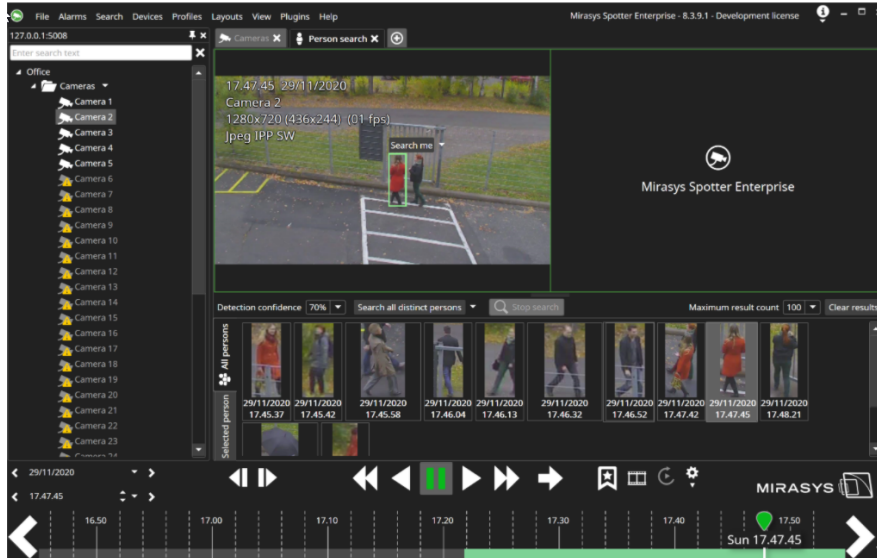 File Alarms Search Devices Profiles Layouts View Plugins Help
Mirasys Spotter Enterprise - 8.3.9.1 - Development license
127.0.0.1:5008
Cameras
Person search
Enter search text
Office
Cameras
Camera 1
Camera 2
Camera 3
Camera 4
Camera 5
Camera 6
Camera 7
Camera 8
Camera 9
Camera 10
Camera 11
Camera 12
Camera 13
Camera 14
Camera 15
Camera 16
Camera 17
Camera 18
Camera 19
Camera 20
Camera 21
Camera 22
Camera 23
Camera 24
17.47.45 29/11/2020
Camera 2
1280x720 (436x244) (01 fps)
Jpeg IPP SW
Search me
Mirasys Spotter Enterprise
Detection confidence 70% Search all distinct persons Stop search Maximum result count 100 Clear results
All persons
Selected person
29/11/2020 29/11/2020 29/11/2020 29/11/2020 29/11/2020 29/11/2020 29/11/2020 29/11/2020 29/11/2020 29/11/2020
17.45.37 17.45.42 17.45.58 17.46.04 17.46.13 17.46.32 17.46.52 17.47.42 17.47.45 17.48.21
29/11/2020
17.47.45
MIRASYS
16.50 17.00 17.10 17.20 17.30 17.40 17.50
Sun 17.47.45